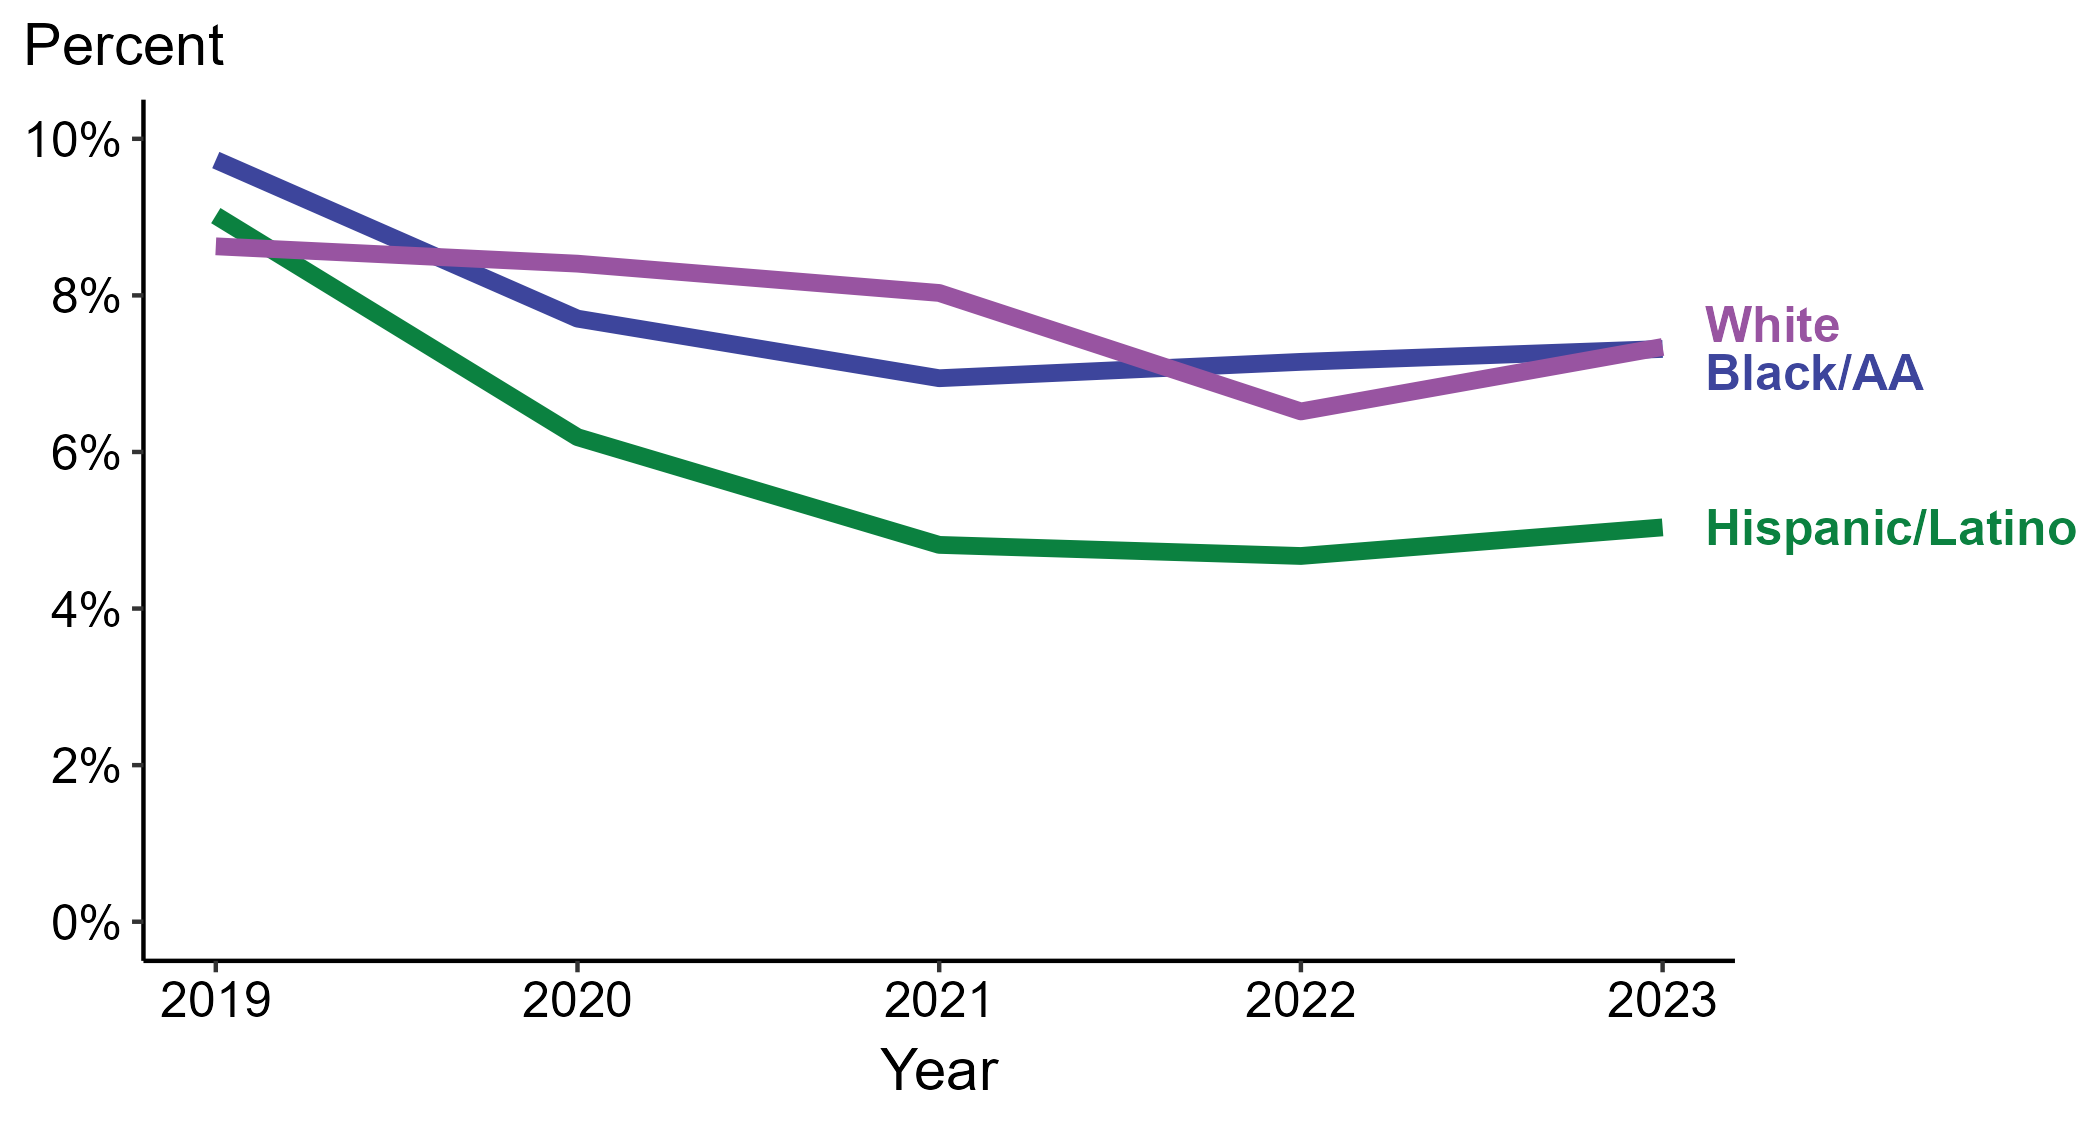 Percent
10%
8%
6%
4%
2%
0%
White
Black/AA
Hispanic/Latino
2019 2020 2021 2022 2023
Year